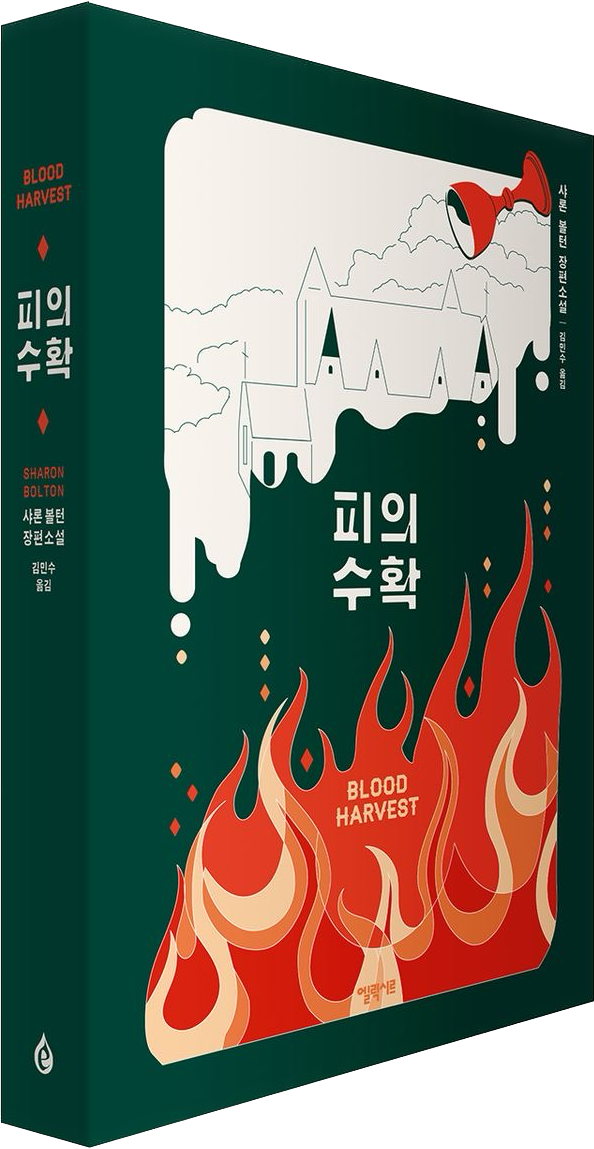 BLOOD
HARVEST
피의
수확
SHARON
BOLTON
샤론 볼턴
장편소설
김민수
옮김
e
샤론 볼턴 장편소설 — 김민수 옮김
피의
수확
BLOOD
HARVEST
엘릭시르